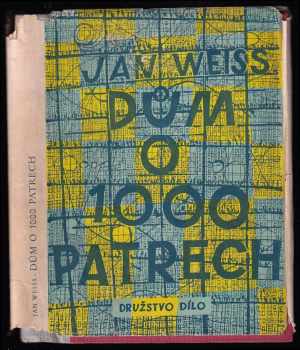 JAN WEISS
DŮM
O
1000
PATRECH
DRUŽSTVO DÍLO
JAN WEISS - DŮM O 1000 PATRECH